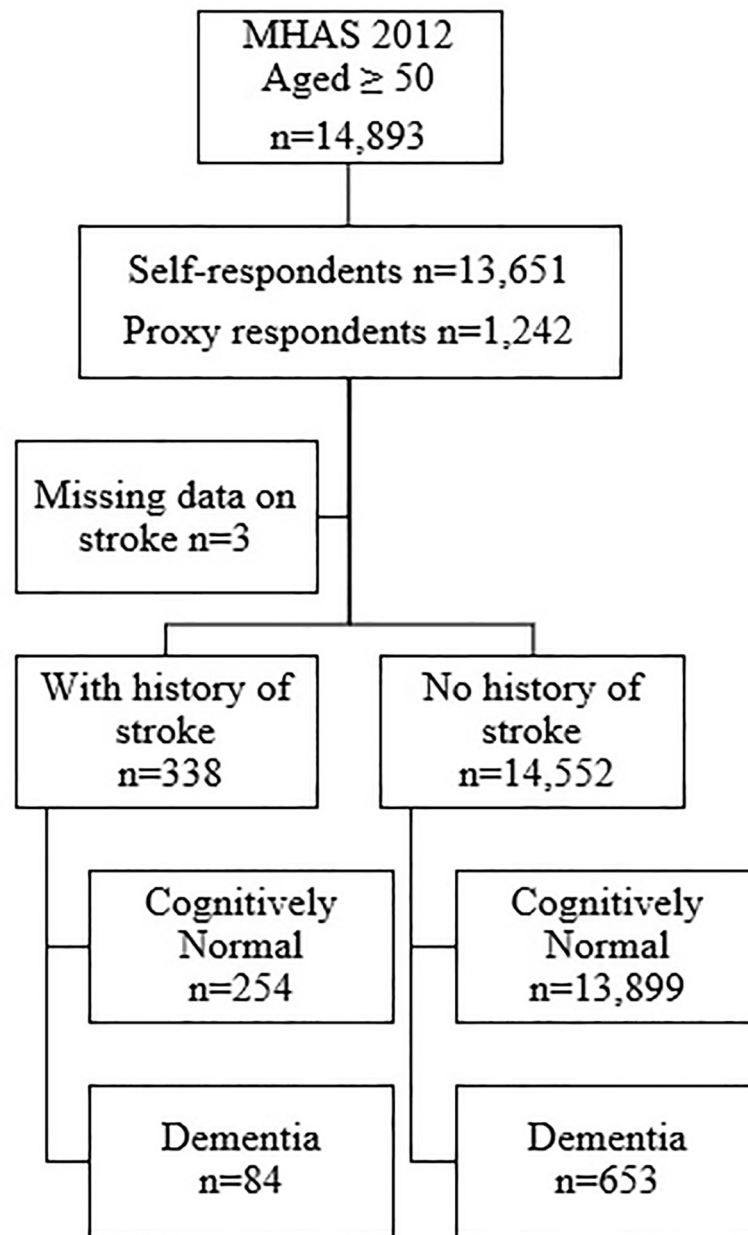 MHAS 2012
Aged ≥ 50
n=14,893
Self-respondents n=13,651
Proxy respondents n=1,242
Missing data on
stroke n=3
With history of
stroke
n=338
No history of
stroke
n=14,552
Cognitively
Normal
n=254
Cognitively
Normal
n=13,899
Dementia
n=84
Dementia
n=653